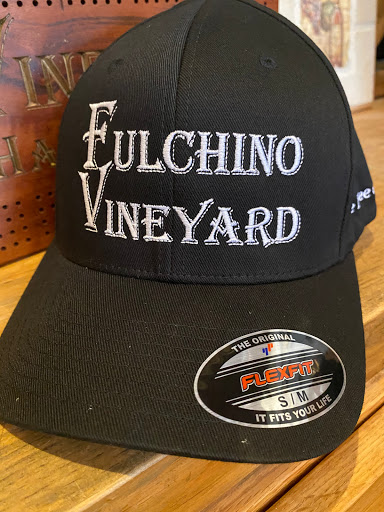 FULCHINO
VINEYARD
THE ORIGINAL
FLEXFIT
S/M
IT FITS YOUR LIFE